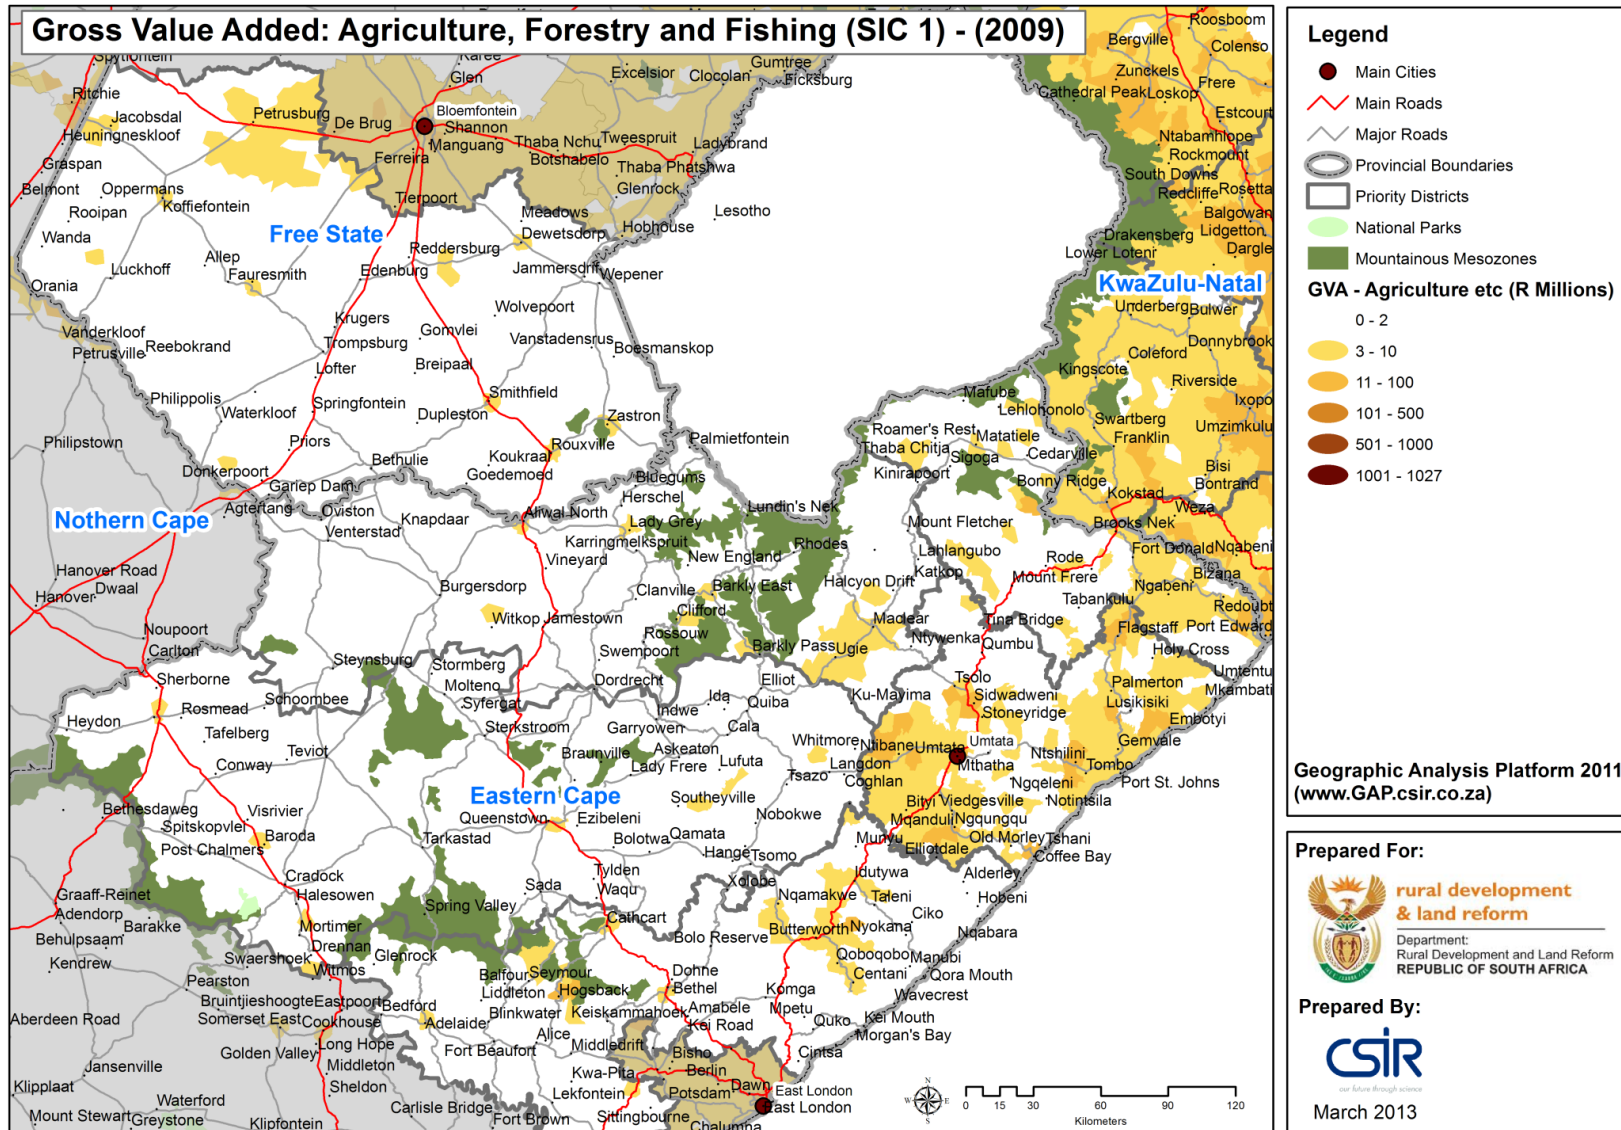 Gross Value Added: Agriculture, Forestry and Fishing (SIC 1) - (2009)
Spytfontein
Karee
Glen
Excelsior
Clocolan
Gumtree
Ficksburg
Roosboom
Bergville
Colenso
Zunckels
Frere
Cathedral Peak
Loskop
Estcourt
Ntabamhlope
Rockmount
South Downs
Redcliffe
Rosetta
Balgowan
Lidgetton
Drakensberg
Dargle
Lower Loteni
KwaZulu-Natal
Underberg
Bulwer
Donnybrook
Coleford
Kingscote
Riverside
Ixopo
Swartberg
Umzimkulu
Franklin
Bisi
Bontrand
Kokstad
Weza
Brooks Nek
Fort Donald
Nqabeni
Ritchie
Jacobsdal
Heuningneskloof
Petrusburg
De Brug
Bloemfontein
Shannon
Manguang
Ferreira
Thaba Nchu
Tweespruit
Botshabelo
Ladybrand
Thaba Phatshwa
Glenrock
Graspan
Belmont
Oppermans
Koffiefontein
Rooipan
Wanda
Tierpoort
Free State
Meadows
Dewetsdorp
Hobhouse
Lesotho
Reddersburg
Luckhoff
Allep
Fauresmith
Edenburg
Jammersdrif
Wepener
Orania
Wolvepoort
Vanderkloof
Petrusville
Reebokrand
Krugers
Trompsburg
Gomvlei
Vanstadensrus
Boesmanskop
Lofter
Breipaal
Philippolis
Waterkloof
Springfontein
Dupleston
Smithfield
Zastron
Philipstown
Priors
Rouxville
Palmietfontein
Donkerpoort
Bethulie
Koukraal
Goedemoed
Bluegums
Gariep Dam
Herschel
Nothern Cape
Agtertang
Oviston
Venterstad
Knapdaar
Aliwal North
Lady Grey
Lundin's Nek
Karringmelkspruit
New England
Rhodes
Vineyard
Mafube
Lehlohonolo
Roamer's Rest
Matatiele
Thaba Chitja
Sigoga
Cedarville
Kinirapoort
Bonny Ridge
Mount Fletcher
Lahlangubo
Katkop
Rode
Mount Frere
Tabankulu
Ngabeni
Bizana
Redoubt
Hanover Road
Dwaal
Hanover
Burgersdorp
Clanville
Barkly East
Clifford
Halcyon Drift
Maclear
Witkop
Jamestown
Rossouw
Swempoort
Barkly Pass
Ugie
Ntywenka
Tina Bridge
Qumbu
Flagstaff
Port Edward
Holy Cross
Umtentu
Mkambati
Noupoort
Carlton
Steynsburg
Stormberg
Molteno
Dordrecht
Elliot
Sherborne
Schoombee
Syfergat
Ida
Quiba
Ku-Mayima
Tsolo
Sidwadweni
Stoneyridge
Palmerton
Lusikisiki
Embotyi
Heydon
Rosmead
Tafelberg
Sterkstroom
Indwe
Garryowen
Cala
Teviot
Conway
Braunville
Askeaton
Lady Frere
Lufuta
Whitmore
Ntibane
Umtata
Umtata
Mthatha
Langdon
Coghlan
Tsazo
Ntshilini
Gemvale
Tombo
Port St. Johns
Ngqeleni
Notintsila
Eastern Cape
Bethesdaweg
Visrivier
Spitskopvlei
Baroda
Post Chalmers
Queenstown
Ezibeleni
Southeyville
Nobokwe
Bityi
Viedgesville
Mqanduli
Ngqungqu
Tarkastad
Bolotwa
Qamata
Hange
Tsomo
Munyu
Old Morley
Tshani
Elliotdale
Coffee Bay
Cradock
Halesowen
Graaff-Reinet
Adendorp
Barakke
Tylden
Sada
Waqu
Xolobe
Nqamakwe
Idutywa
Taleni
Alderley
Hobeni
Spring Valley
Cathcart
Ciko
Behulpsaam
Mortimer
Drennan
Bolo Reserve
Butterworth
Nyokana
Nqabara
Kendrew
Swaershoek
Witmos
Glenrock
Qoboqobo
Manubi
Centani
Qora Mouth
Pearston
Balfour
Seymour
Dohne
Bethel
Liddleton
Hogsback
Komga
Wavecrest
Bruintjieshoogte
Eastpoort
Bedford
Blinkwater
Keiskammahoek
Amabele
Mpetu
Aberdeen Road
Somerset East
Cookhouse
Adelaide
Kei Road
Quko
Kei Mouth
Morgan's Bay
Golden Valley
Long Hope
Fort Beaufort
Alice
Middledrift
Bisho
Cintsa
Jansenville
Middleton
Berlin
Kwa-Pita
Klipplaat
Sheldon
Potsdam
Dawn
East London
East London
Lekfontein
Waterford
Carlisle Bridge
Sittingbourne
Mount Stewart
Greystone
Klipfontein
Fort Brown
Chalumna
N
W
E
S
0 15 30 60 90 120
Kilometers
Legend
Main Cities
Main Roads
Major Roads
Provincial Boundaries
Priority Districts
National Parks
Mountainous Mesozones
GVA - Agriculture etc (R Millions)
0 - 2
3 - 10
11 - 100
101 - 500
501 - 1000
1001 - 1027
Geographic Analysis Platform 2011
(www.GAP.csir.co.za)
Prepared For:
rural development
& land reform
Department:
Rural Development and Land Reform
REPUBLIC OF SOUTH AFRICA
Prepared By:
CSIR
our future through science
March 2013